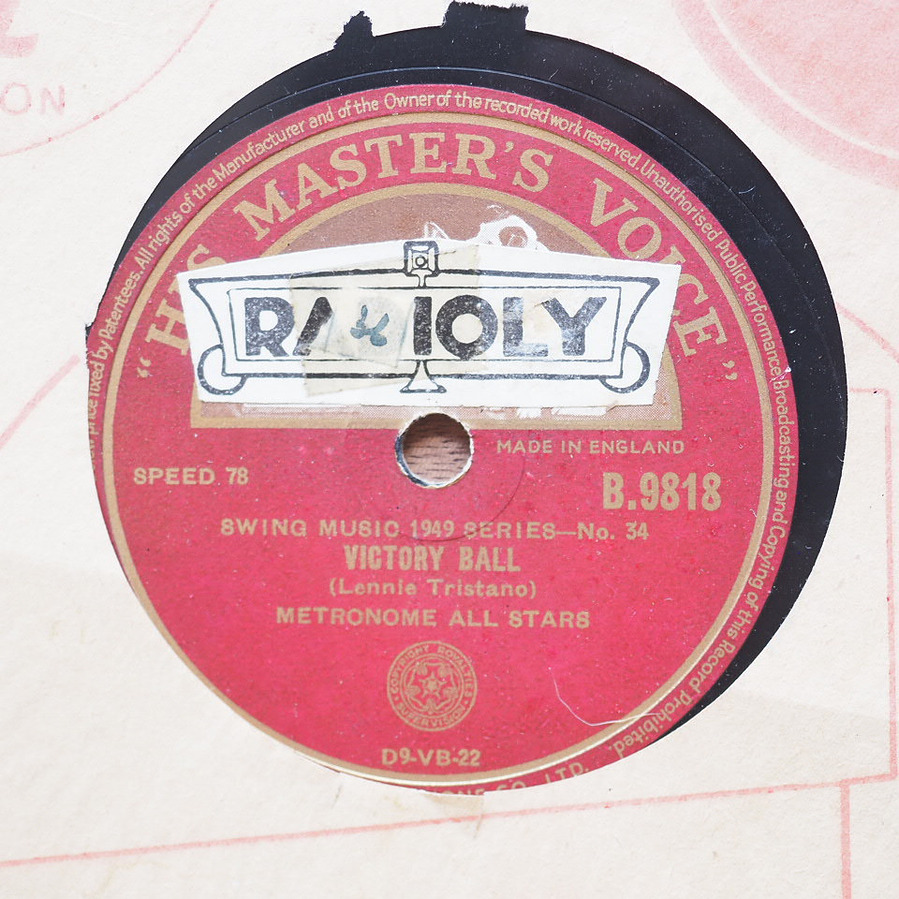 ON
price fixed by Patentees. All rights of the Manufacturer and of the Owner of the recorded work reserved. Unauthorised Public Performance, Broadcasting and Copying of this Record Prohibited.
"HIS MASTER'S VOICE"
RADIOLY
MADE IN ENGLAND
SPEED 78
B.9818
SWING MUSIC 1949 SERIES—No. 34
VICTORY BALL
(Lennie Tristano)
METRONOME ALL STARS
COPYRIGHT ROYALTIES
SUPERVISION
D9-VB-22
CO., LTD.